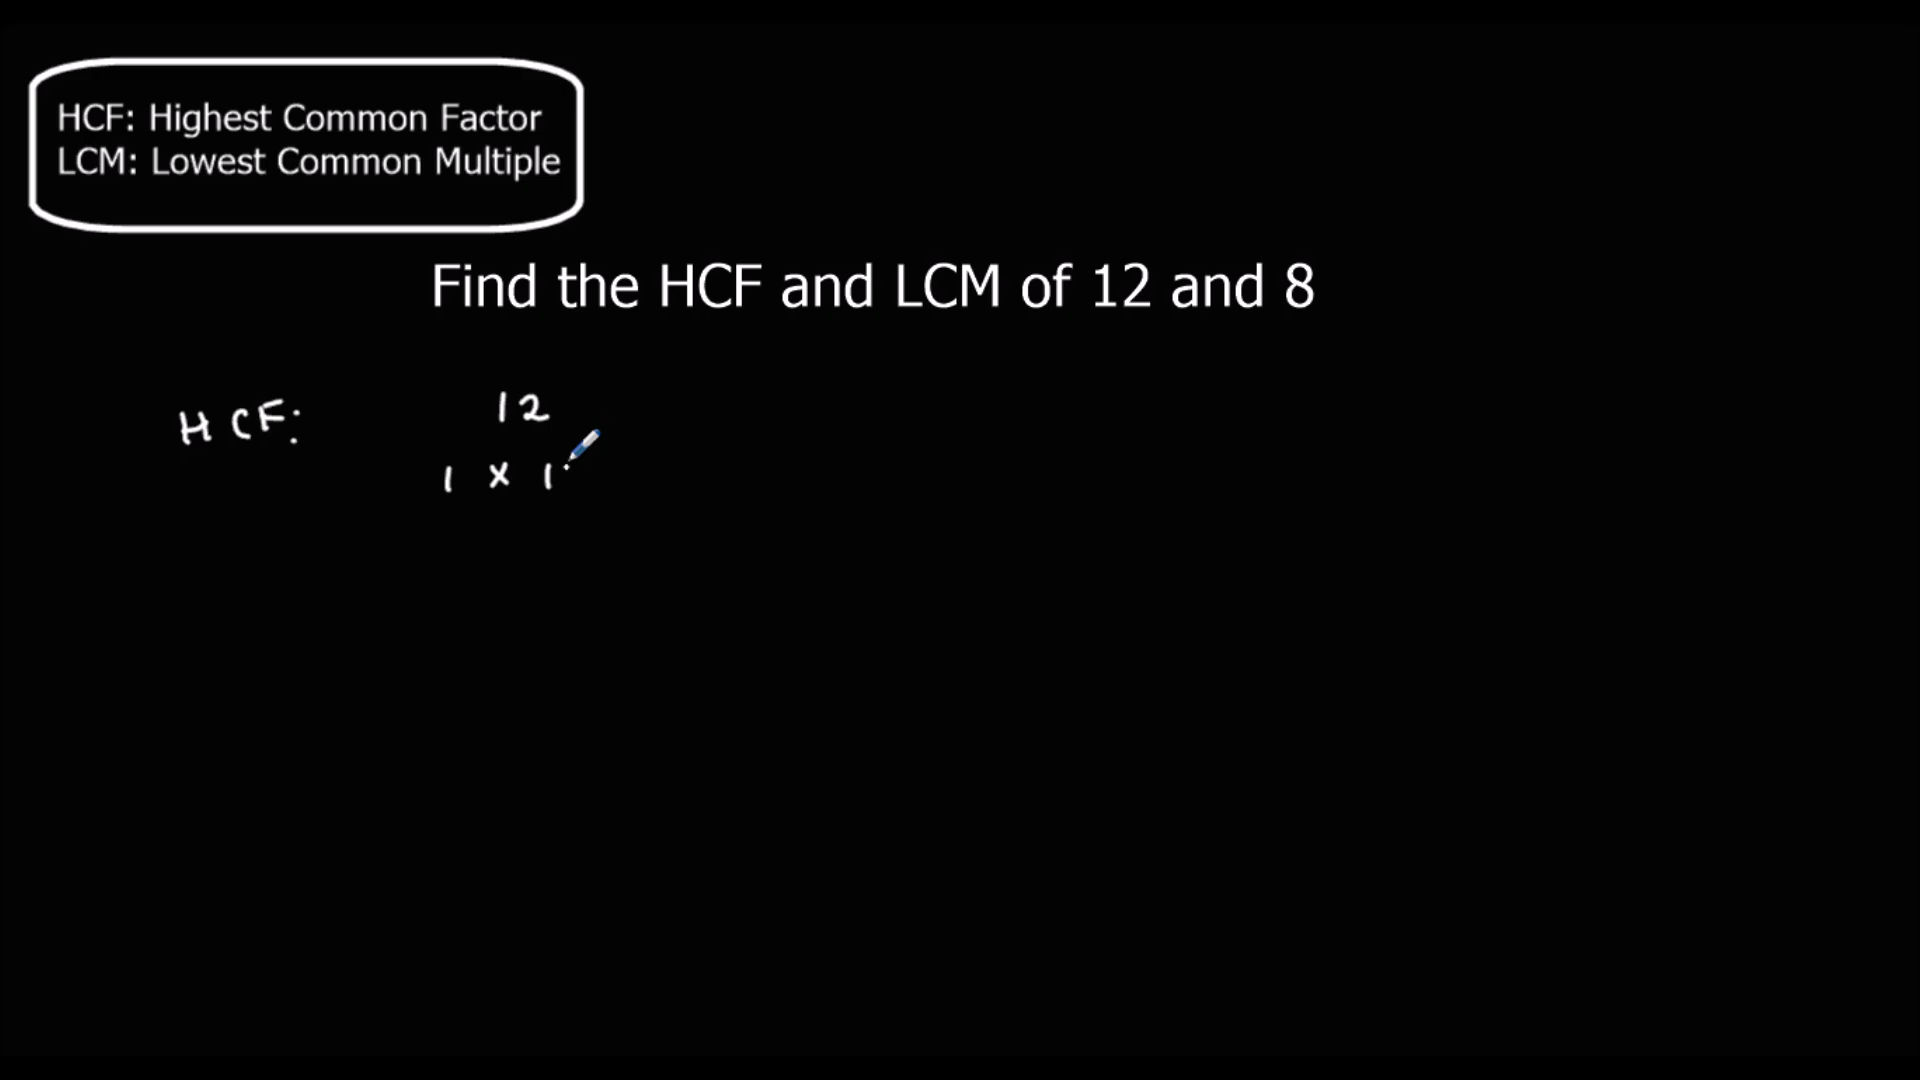 HCF: Highest Common Factor
LCM: Lowest Common Multiple
Find the HCF and LCM of 12 and 8
HCF: 12
1 x 1